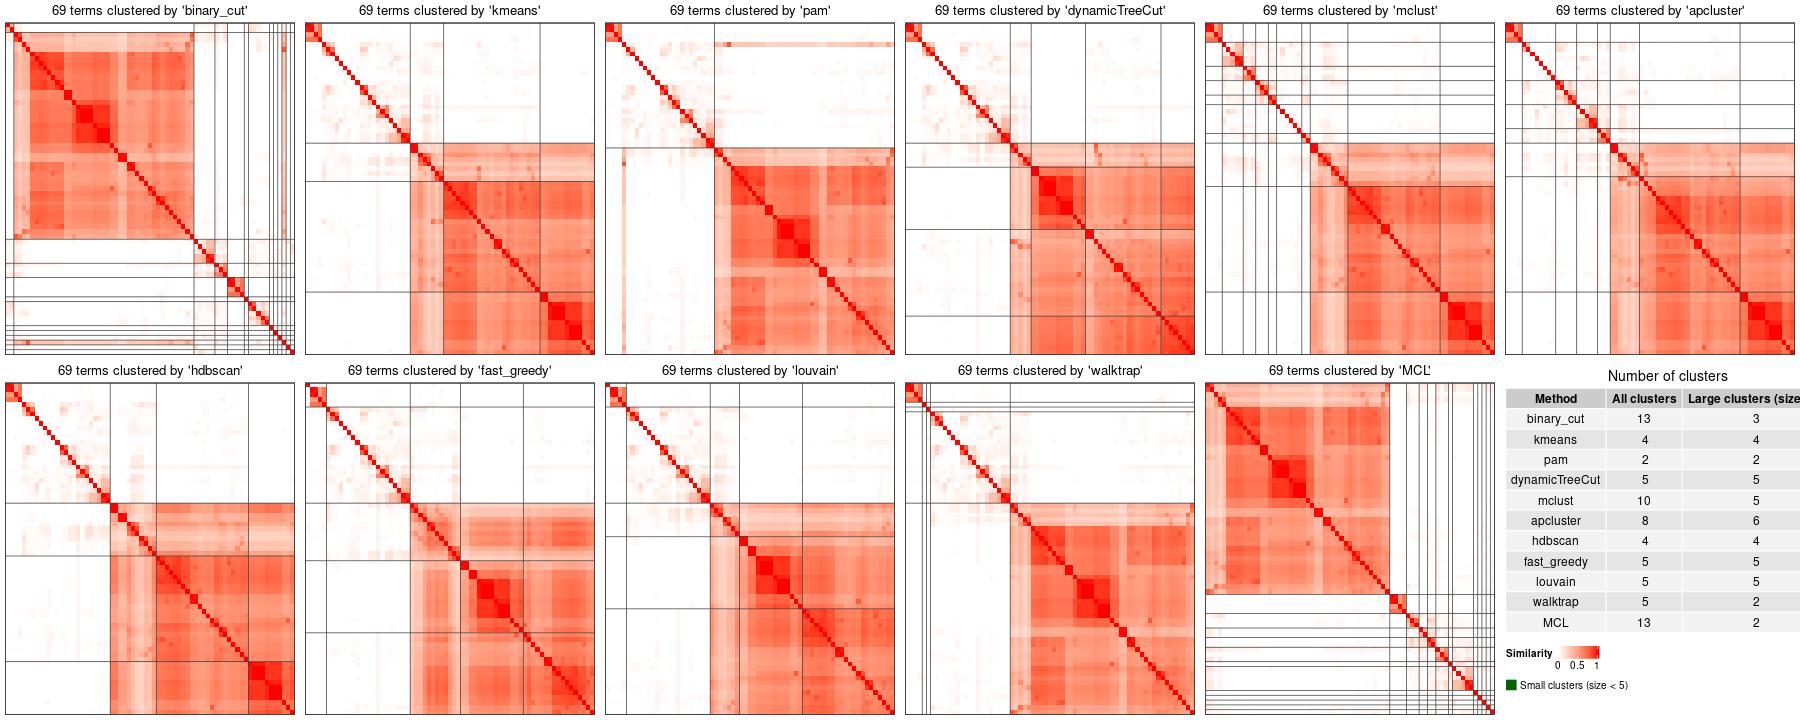 69 terms clustered by 'binary_cut'
69 terms clustered by 'kmeans'
69 terms clustered by 'pam'
69 terms clustered by 'dynamicTreeCut'
69 terms clustered by 'mclust'
69 terms clustered by 'apcluster'
69 terms clustered by 'hdbscan'
69 terms clustered by 'fast_greedy'
69 terms clustered by 'louvain'
69 terms clustered by 'walktrap'
69 terms clustered by 'MCL'
Number of clusters
Method All clusters Large clusters (size
binary_cut 13 3
kmeans 4 4
pam 2 2
dynamicTreeCut 5 5
mclust 10 5
apcluster 8 6
hdbscan 4 4
fast_greedy 5 5
louvain 5 5
walktrap 5 2
MCL 13 2
Similarity
0 0.5 1
Small clusters (size < 5)